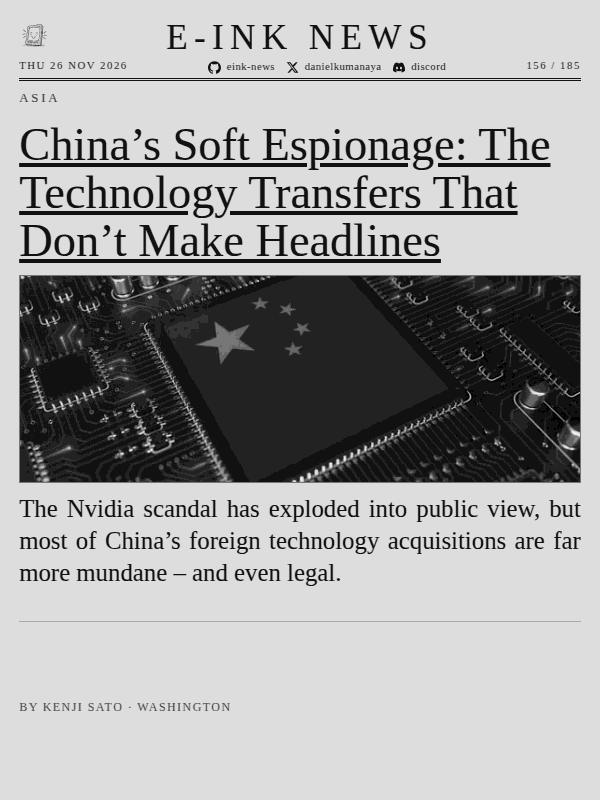 E-INK NEWS
THU 26 NOV 2026
eink-news danielkumanaya discord
156 / 185
ASIA
China’s Soft Espionage: The
Technology Transfers That
Don’t Make Headlines
The Nvidia scandal has exploded into public view, but
most of China’s foreign technology acquisitions are far
more mundane – and even legal.
BY KENJI SATO · WASHINGTON